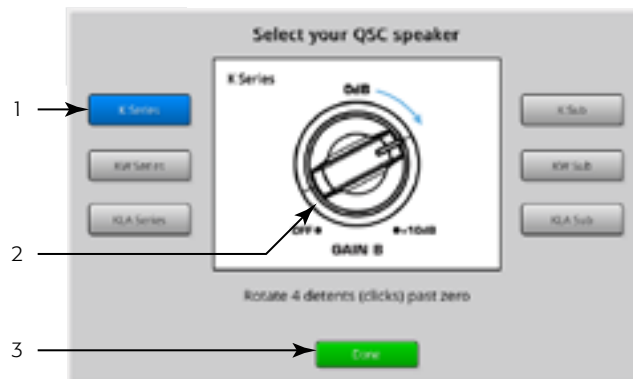 Select your QSC speaker
K Series
0dB
1
K Series
K Sub
KW Series
KW Sub
KLA Series
KLA Sub
2
OFF
+10dB
GAIN B
Rotate 4 detents (clicks) past zero
3
Done